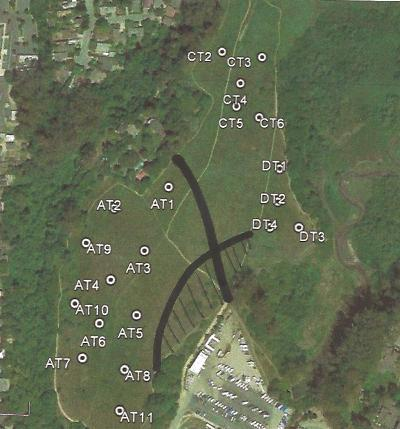 CT2
CT3
CT4
CT5
CT6
DT1
DT2
DT4
DT3
AT1
AT2
AT9
AT3
AT4
AT10
AT5
AT6
AT7
AT8
AT11